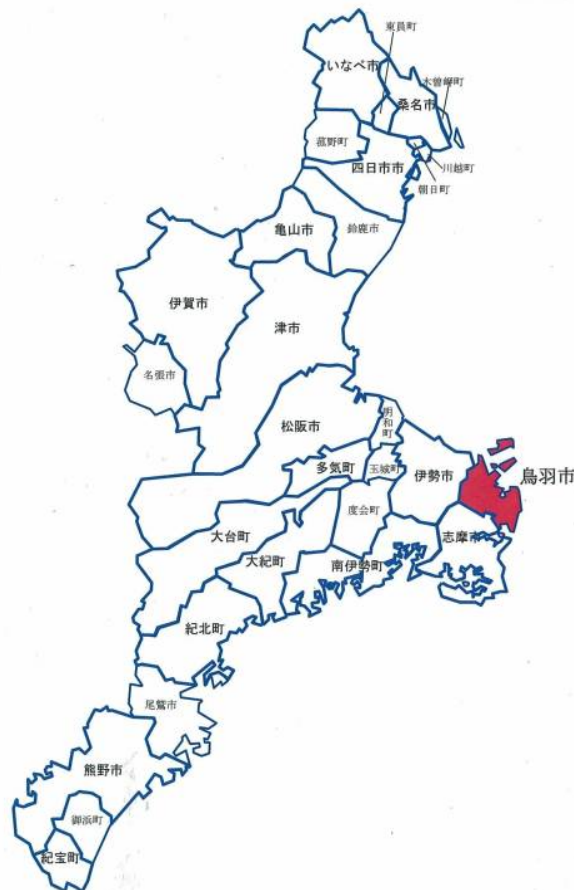 東員町
いなべ市
木曽岬町
桑名市
菰野町
四日市市
川越町
朝日町
亀山市
鈴鹿市
伊賀市
津市
名張市
松阪市
明和町
多気町
玉城町
伊勢市
鳥羽市
度会町
志摩市
大台町
大紀町
南伊勢町
紀北町
尾鷲市
熊野市
御浜町
紀宝町